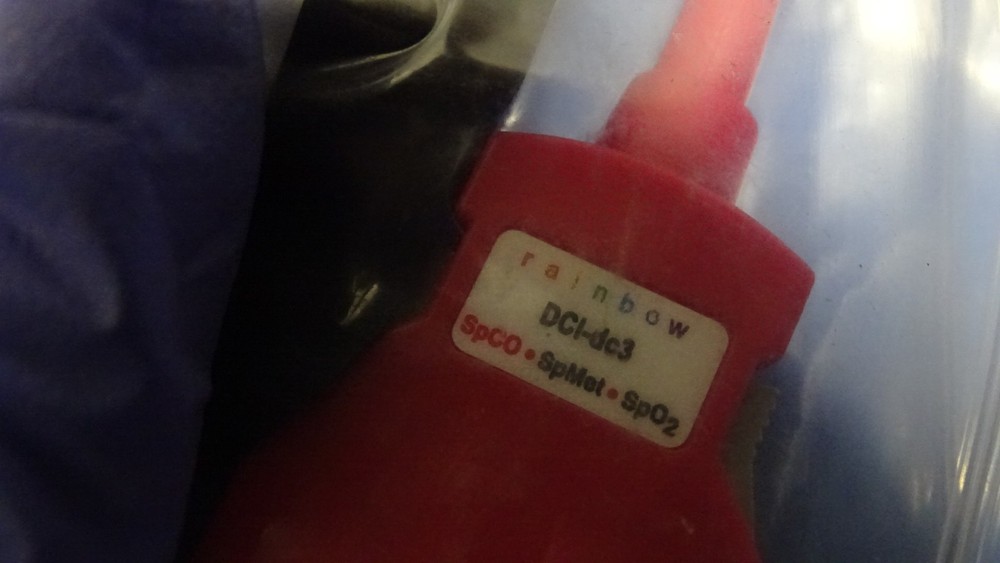 rainbow
DCI-dc3
SpCO • SpMet • SpO₂